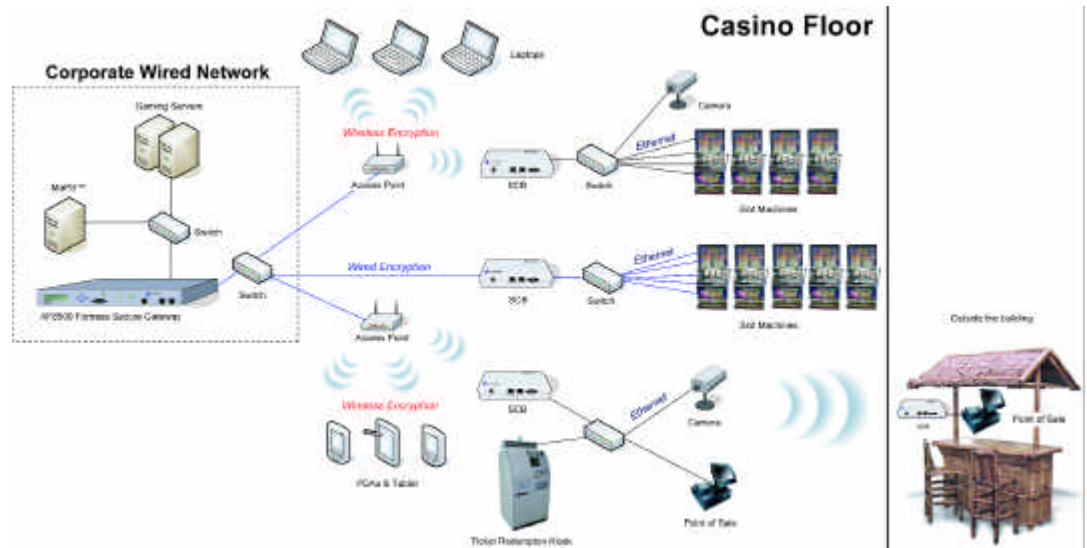 Casino Floor
Corporate Wired Network
Laptops
Gaming Servers
Camera
Wireless Encryption
Ethernet
Access Point
SCB
Switch
Slot Machines
Switch
Ethernet
Wired Encryption
Switch
SCB
Switch
Slot Machines
Fortress Secure Gateway
Access Point
Outside the building
Wireless Encryption
SCB
Ethernet
Camera
Point of Sale
PDAs & Tablet
Point of Sale
Ticket Redemption Kiosk